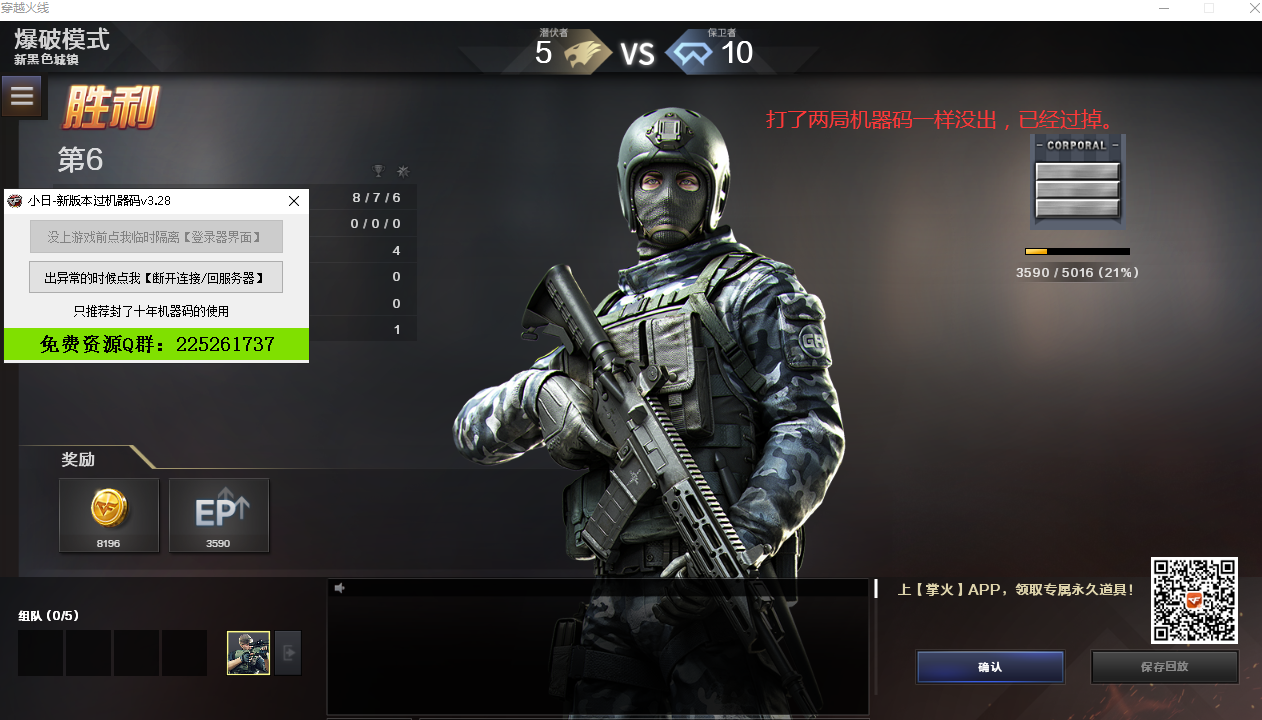 穿越火线
爆破模式
新黑色城镇
潜伏者
5
VS
保卫者
10
胜利
第6
打了两局机器码一样没出，已经过掉。
- CORPORAL -
3590 / 5016 (21%)
8 / 7 / 6
0 / 0 / 0
4
0
0
1
小日-新版本过机器码v3.28
没上游戏前点我临时隔离【登录器界面】
出异常的时候点我【断开连接/回服务器】
只推荐封了十年机器码的使用
免费资源Q群：225261737
奖励
8196
EP
3590
组队 (0/5)
上【掌火】APP，领取专属永久道具！
确认
保存回放